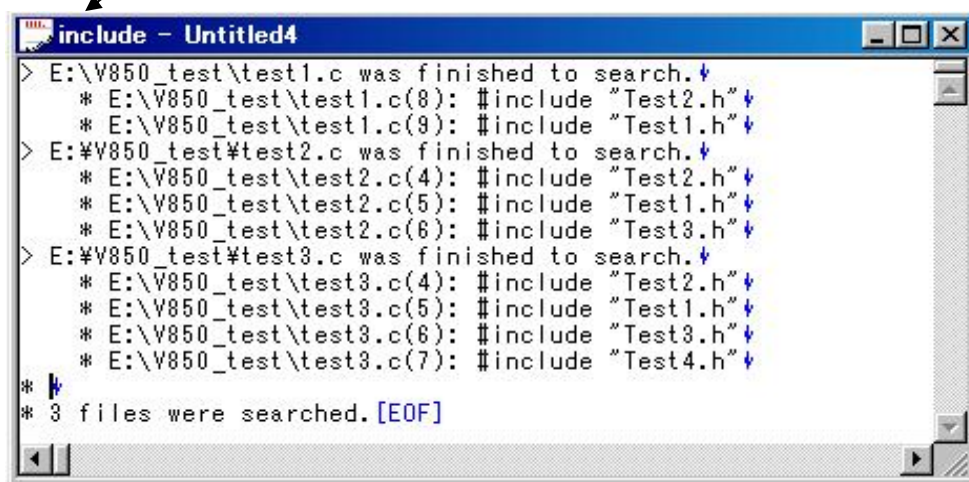 include - Untitled4
> E:\V850_test\test1.c was finished to search.
* E:\V850_test\test1.c(8): #include "Test2.h"
* E:\V850_test\test1.c(9): #include "Test1.h"
> E:¥V850_test¥test2.c was finished to search.
* E:\V850_test\test2.c(4): #include "Test2.h"
* E:\V850_test\test2.c(5): #include "Test1.h"
* E:\V850_test\test2.c(6): #include "Test3.h"
> E:¥V850_test¥test3.c was finished to search.
* E:\V850_test\test3.c(4): #include "Test2.h"
* E:\V850_test\test3.c(5): #include "Test1.h"
* E:\V850_test\test3.c(6): #include "Test3.h"
* E:\V850_test\test3.c(7): #include "Test4.h"
*
* 3 files were searched.[EOF]